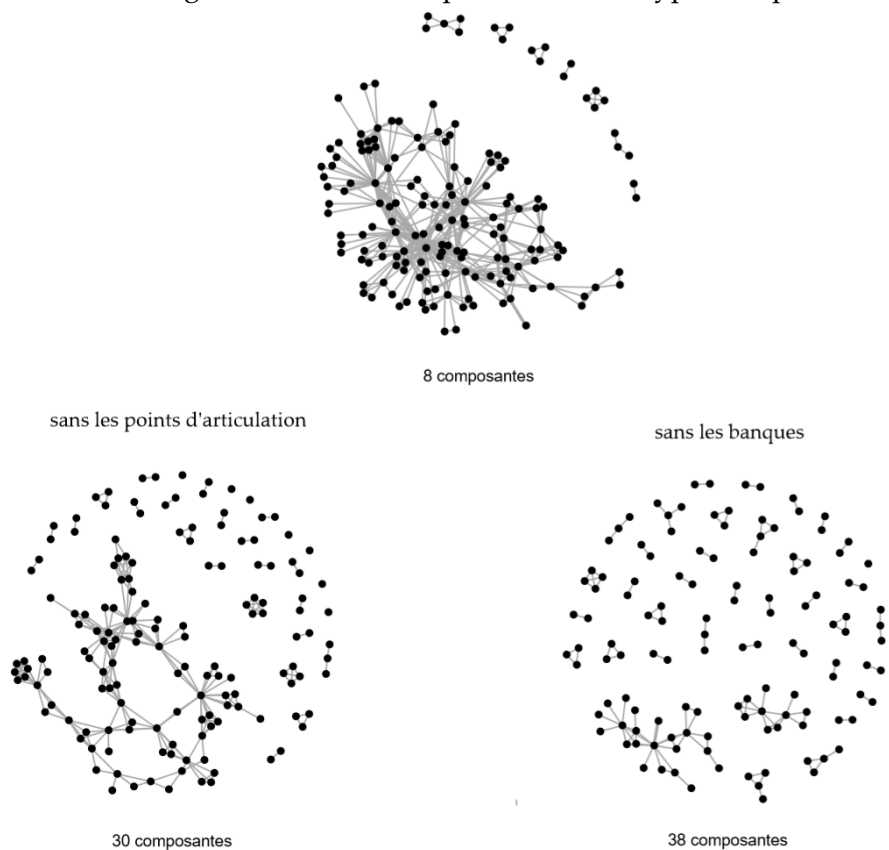 8 composantes
sans les points d'articulation
sans les banques
30 composantes
38 composantes